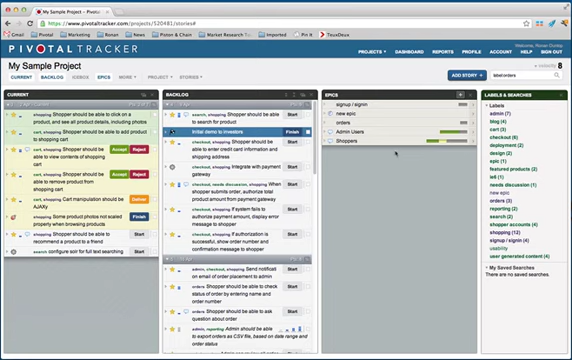 My Sample Project - Pivotal
https://www.pivotaltracker.com/projects/520481/stories#
Gmail
Pivotal
Ronan
News
Piston & Chain
Market Research
Importing
Pin It
TeuxDeux
PIVOTAL TRACKER
Welcome, Ronan Dunlop
PROJECTS
DASHBOARD
REPORTS
PROFILE
ACCOUNT
HELP
SIGN OUT
My Sample Project
velocity 8
CURRENT
BACKLOG
ICEBOX
EPICS
MORE
PROJECT
STORIES
ADD STORY +
label:orders
CURRENT
cart, shopping Shopper should be able to click on a product, and see all product details, including photos
cart, shopping Shopper should be able to add product to shopping cart
cart, shopping Shopper should be able to view contents of shopping cart
Accept
Reject
cart, shopping Shopper should be able to remove product from shopping cart
Accept
Reject
cart, shopping Cart manipulation should be AJAXy
Deliver
shopping Some product photos not scaled properly when browsing products
Finish
shopping Shopper should be able to recommend a product to a friend
Start
search configure solr for full text searching
Start
BACKLOG
search, shopping Shopper should be able to search for product
Start
Initial demo to investors
Finish
checkout, shopping Shopper should be able to enter credit card information and shipping address
Start
checkout, shopping Integrate with payment gateway
Start
checkout, needs discussion, shopping When shopper submits order, authorize total product amount from payment gateway
Start
checkout, shopping If system fails to authorize payment amount, display error message to shopper
Start
checkout, shopping If authorization is successful, show order number and confirmation message to shopper
Start
admin, checkout, shopping Send notification email of order placement to admin
Start
orders Shopper should be able to check status of order by entering name and order number
Start
orders Shopper should be able to ask question about order
Start
admin, reporting Admin should be able to export orders as CSV file, based on date range and order status
EPICS
signup / signin
new epic
orders
Admin Users
Shoppers
LABELS & SEARCHES
Labels
admin (7)
blog (4)
cart (3)
checkout (6)
deployment (2)
design (2)
epic (1)
featured products (2)
ie6 (1)
needs discussion (1)
new epic
orders (3)
reporting (2)
search (2)
shopper accounts (4)
shopping (12)
signup / signin (4)
usability
user generated content (4)
My Saved Searches
There are no saved searches.